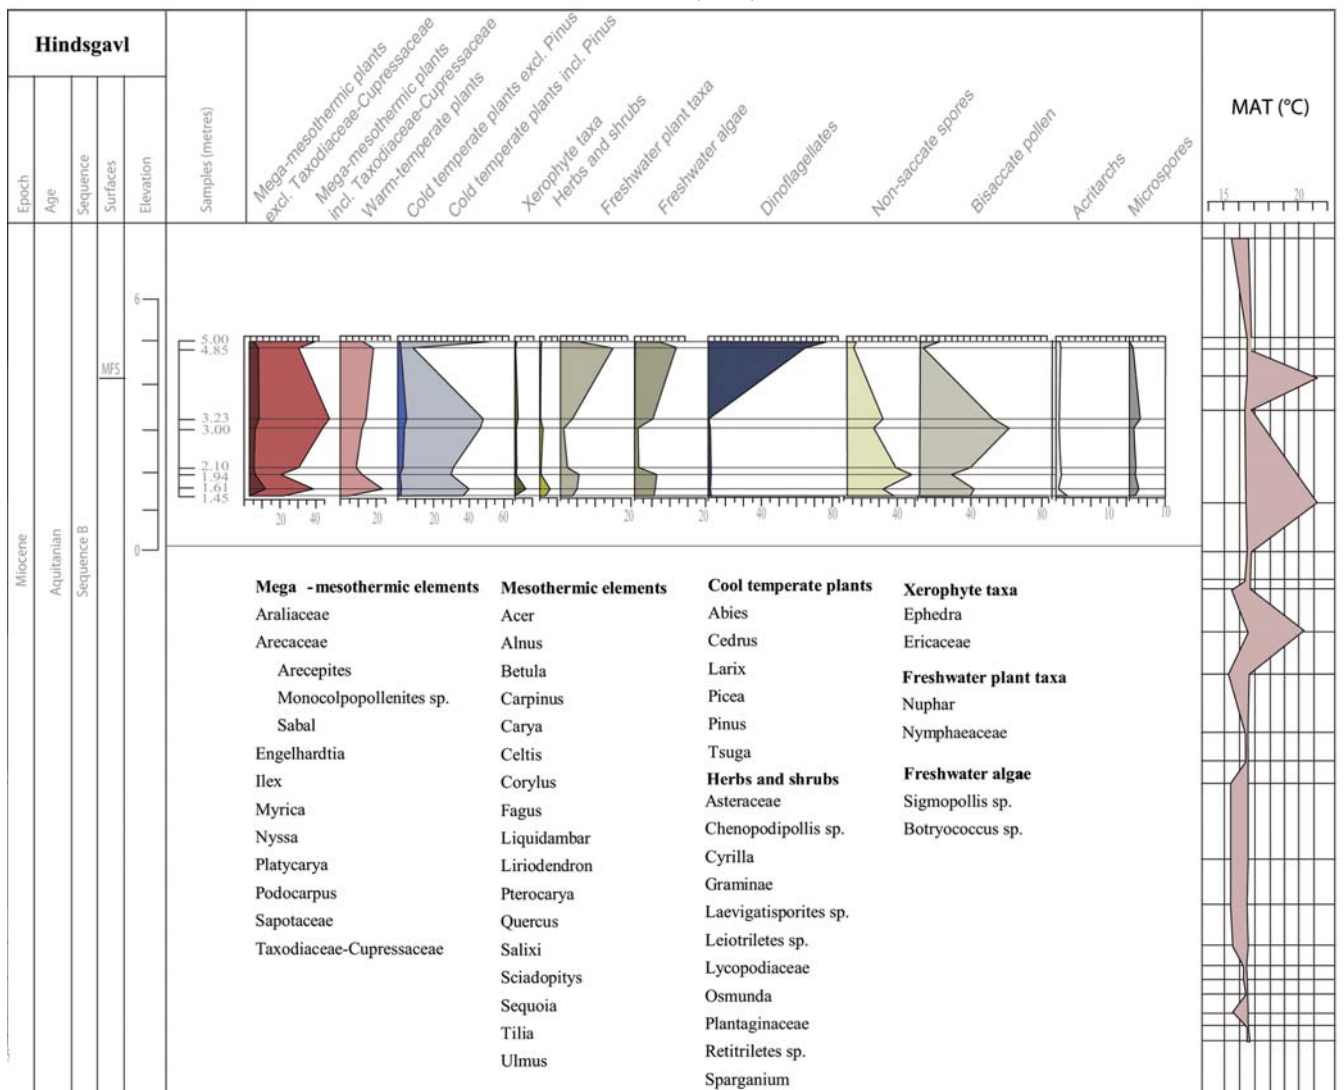 Hindsgavl
Epoch
Age
Sequence
Surfaces
Elevation
Samples (metres)
Mega-mesothermic plants
excl. Taxodiaceae-Cupressaceae
Mega-mesothermic plants
incl. Taxodiaceae-Cupressaceae
Warm-temperate plants
Cold temperate plants excl. Pinus
Cold temperate plants incl. Pinus
Xerophyte taxa
Herbs and shrubs
Freshwater plant taxa
Freshwater algae
Dinoflagellates
Non-saccate spores
Bisaccate pollen
Acritarchs
Microspores
MAT (°C)
15 20
6
MFS
0
5.00
4.85
3.23
3.00
2.10
1.94
1.61
1.45
20 40 20 20 40 60 20 20 40 80 40 40 80 10 10
Miocene
Aquitanian
Sequence B
Mega -mesothermic elements
Araliaceae
Arecaceae
Arecepites
Monocolpopollenites sp.
Sabal
Engelhardtia
Ilex
Myrica
Nyssa
Platycarya
Podocarpus
Sapotaceae
Taxodiaceae-Cupressaceae
Mesothermic elements
Acer
Alnus
Betula
Carpinus
Carya
Celtis
Corylus
Fagus
Liquidambar
Liriodendron
Pterocarya
Quercus
Salixi
Sciadopitys
Sequoia
Tilia
Ulmus
Cool temperate plants
Abies
Cedrus
Larix
Picea
Pinus
Tsuga
Herbs and shrubs
Asteraceae
Chenopodipollis sp.
Cyrilla
Graminae
Laevigatisporites sp.
Leiotriletes sp.
Lycopodiaceae
Osmunda
Plantaginaceae
Retitriletes sp.
Sparganium
Xerophyte taxa
Ephedra
Ericaceae
Freshwater plant taxa
Nuphar
Nymphaeaceae
Freshwater algae
Sigmopollis sp.
Botryococcus sp.